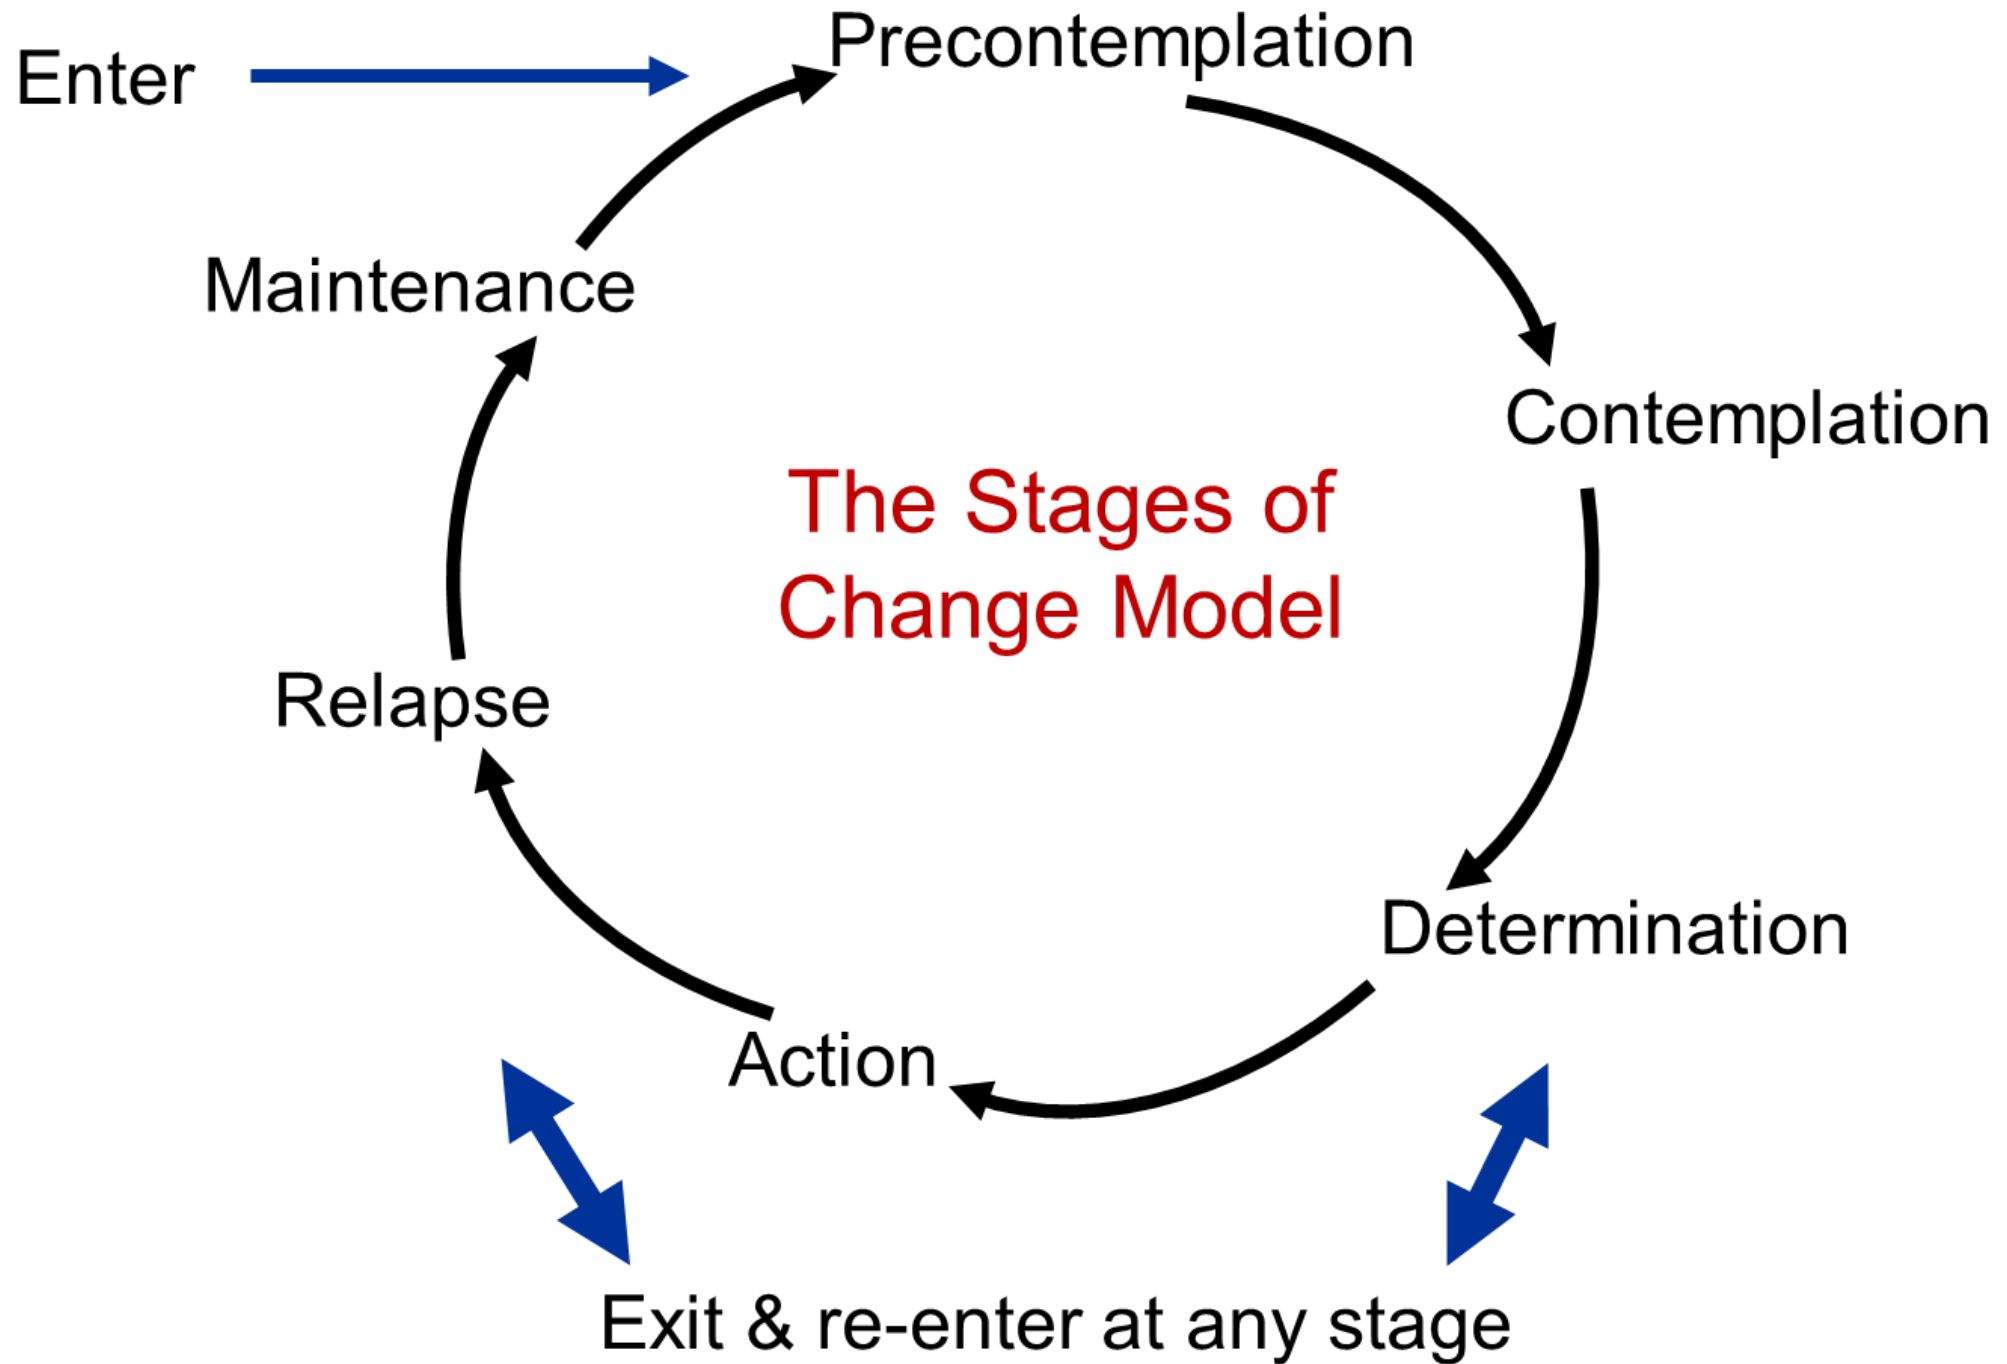 Precontemplation
Enter
Maintenance
Contemplation
The Stages of
Change Model
Relapse
Determination
Action
Exit & re-enter at any stage